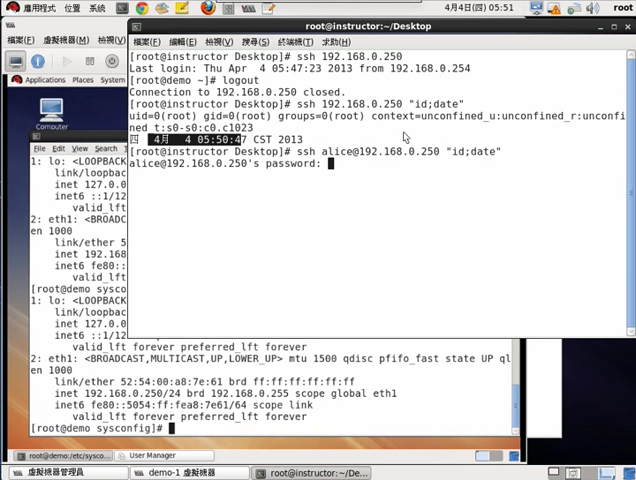 應用程式 位置 系統
4月4日(四) 05:51
root
root@instructor:~/Desktop
檔案(F) 虛擬機器(M) 檢視(V)
檔案(F) 編輯(E) 檢視(V) 搜尋(S) 終端機(T) 求助(H)
[root@instructor Desktop]# ssh 192.168.0.250
Last login: Thu Apr  4 05:47:23 2013 from 192.168.0.254
[root@demo ~]# logout
Connection to 192.168.0.250 closed.
[root@instructor Desktop]# ssh 192.168.0.250 "id;date"
uid=0(root) gid=0(root) groups=0(root) context=unconfined_u:unconfined_r:unconfi
ned t:s0-s0:c0.c1023
四  4月  4 05:50:47 CST 2013
[root@instructor Desktop]# ssh alice@192.168.0.250 "id;date"
alice@192.168.0.250's password:
Applications Places System
Computer
File Edit View
1: lo: <LOOPBACK
link/loopba
inet 127.0.0
inet6 ::1/12
valid_lft
2: eth1: <BROADC
en 1000
link/ether 5
inet 192.168
inet6 fe80::
valid_lft
[root@demo sysco
1: lo: <LOOPBACK
link/loopba
inet 127.0.0
inet6 ::1/12
valid_lft forever preferred_lft forever
2: eth1: <BROADCAST,MULTICAST,UP,LOWER_UP> mtu 1500 qdisc pfifo_fast state UP ql
en 1000
link/ether 52:54:00:a8:7e:61 brd ff:ff:ff:ff:ff:ff
inet 192.168.0.250/24 brd 192.168.0.255 scope global eth1
inet6 fe80::5054:ff:fea8:7e61/64 scope link
valid_lft forever preferred_lft forever
[root@demo sysconfig]#
root@demo:/etc/sysco... User Manager
虛擬機器管理員 demo-1 虛擬機器 root@instructor:~/De...